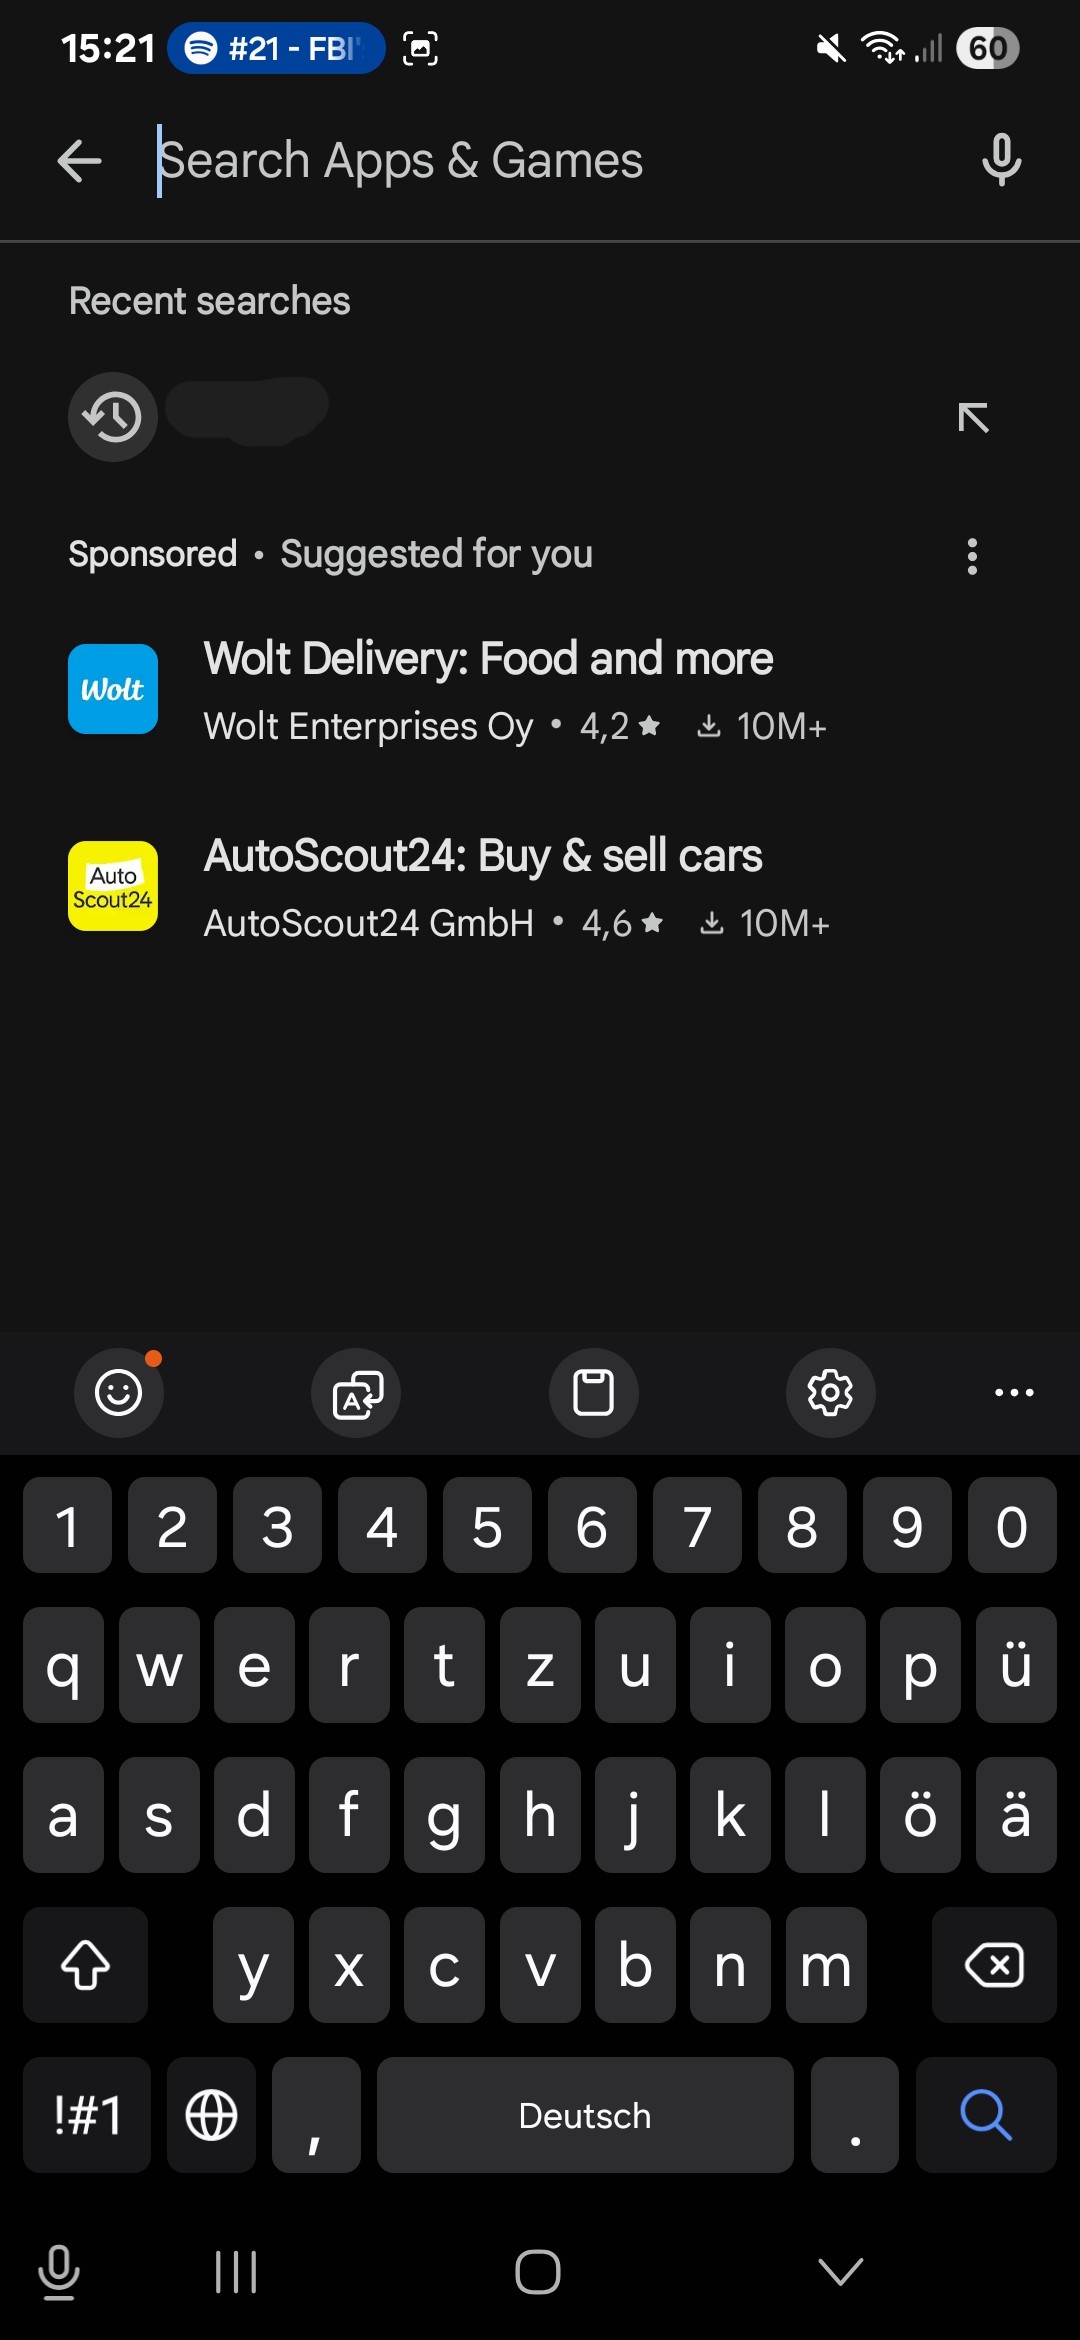 15:21 #21 - FBI' 60
Search Apps & Games
Recent searches
Sponsored • Suggested for you
Wolt
Wolt Delivery: Food and more
Wolt Enterprises Oy • 4,2 ★ 10M+
Auto
Scout24
AutoScout24: Buy & sell cars
AutoScout24 GmbH • 4,6 ★ 10M+
A
1 2 3 4 5 6 7 8 9 0
q w e r t z u i o p ü
a s d f g h j k l ö ä
y x c v b n m
!#1 , Deutsch .